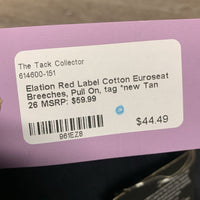 The Tack Collector
614600-151
Elation Red Label Cotton Euroseat
Breeches, Pull On, tag *new Tan
26 MSRP: $59.99
961EZ8
$44.49